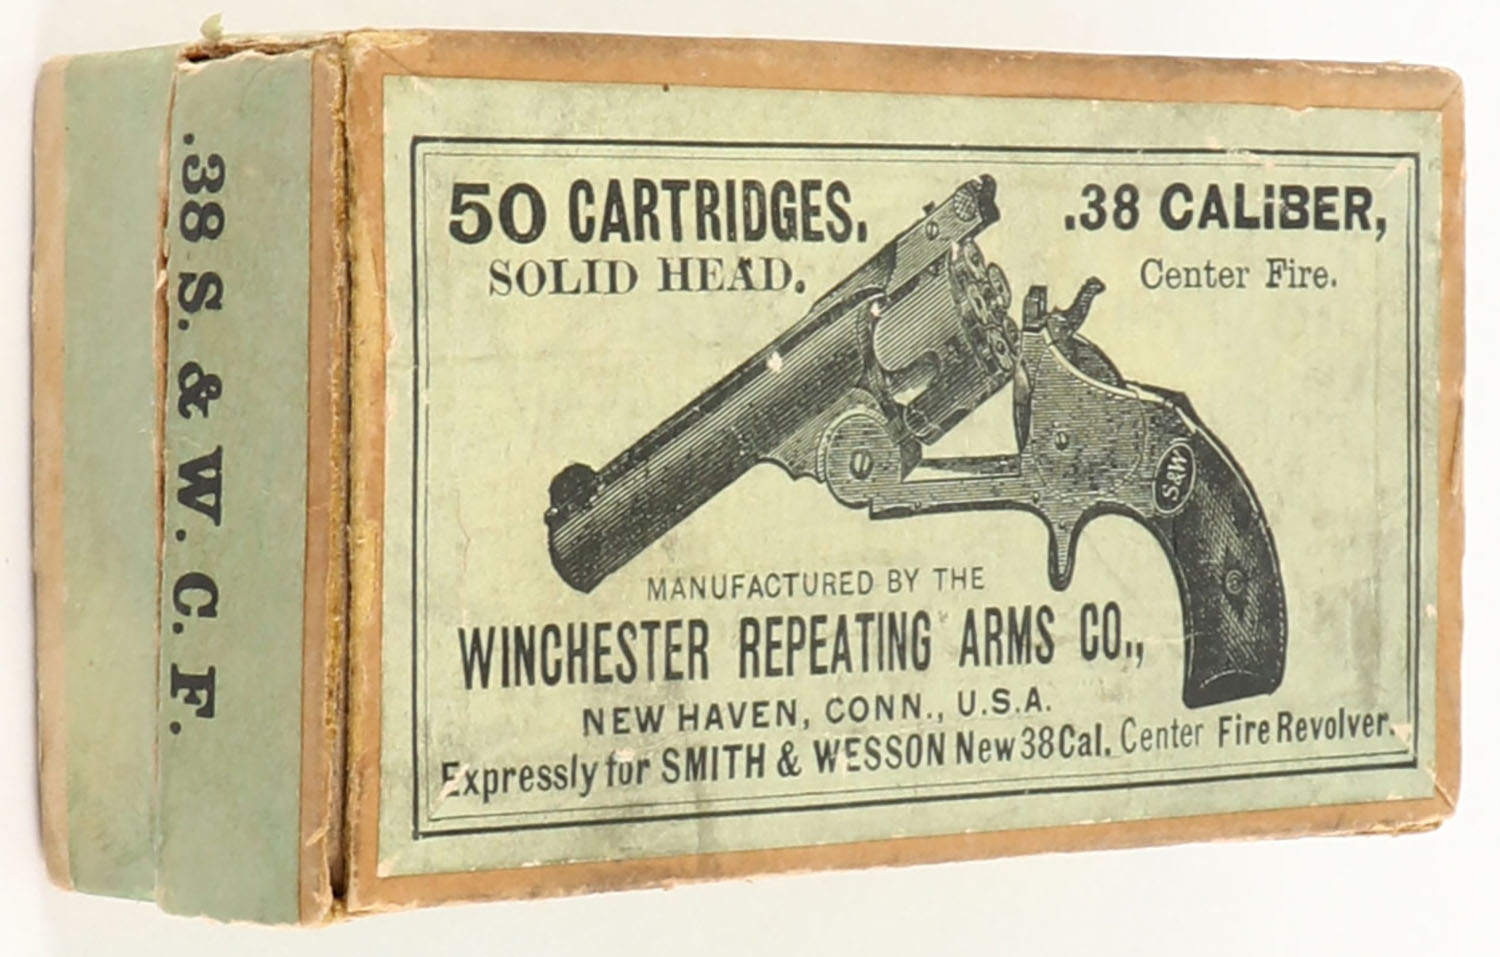 .38 S. & W. C. F.
50 CARTRIDGES.
SOLID HEAD.
.38 CALiBER,
Center Fire.
S&W
MANUFACTURED BY THE
WINCHESTER REPEATING ARMS CO.,
NEW HAVEN, CONN., U.S.A.
Expressly for SMITH & WESSON New 38 Cal. Center Fire Revolver.